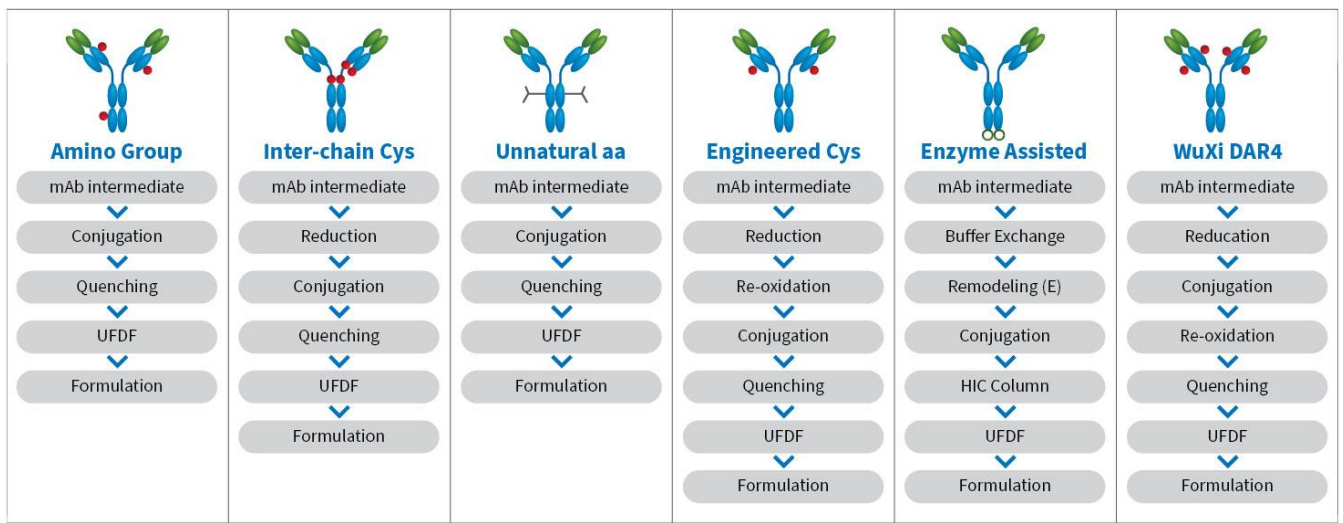 Amino Group
mAb intermediate
Conjugation
Quenching
UFDF
Formulation
Inter-chain Cys
mAb intermediate
Reduction
Conjugation
Quenching
UFDF
Formulation
Unnatural aa
mAb intermediate
Conjugation
Quenching
UFDF
Formulation
Engineered Cys
mAb intermediate
Reduction
Re-oxidation
Conjugation
Quenching
UFDF
Formulation
Enzyme Assisted
mAb intermediate
Buffer Exchange
Remodeling (E)
Conjugation
HIC Column
UFDF
Formulation
WuXi DAR4
mAb intermediate
Reducation
Conjugation
Re-oxidation
Quenching
UFDF
Formulation